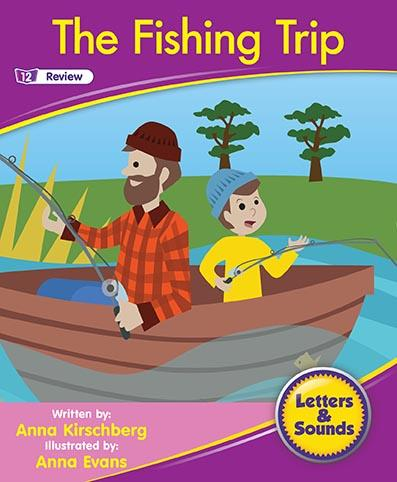 The Fishing Trip
12 Review
Written by:
Anna Kirschberg
Illustrated by:
Anna Evans
Letters
&
Sounds